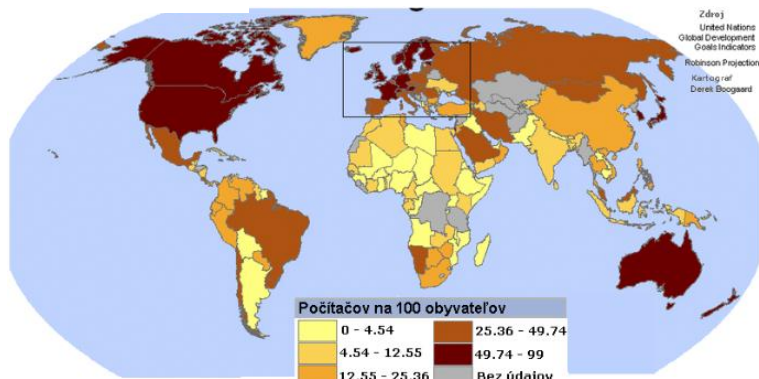 Zdroj
United Nations
Global Development
Goals Indicators
Robinson Projection
Kartograf
Derek Boogaard
Počítačov na 100 obyvateľov
0 - 4.54
25.36 - 49.74
4.54 - 12.55
49.74 - 99
12.55 - 25.36
Bez údajov